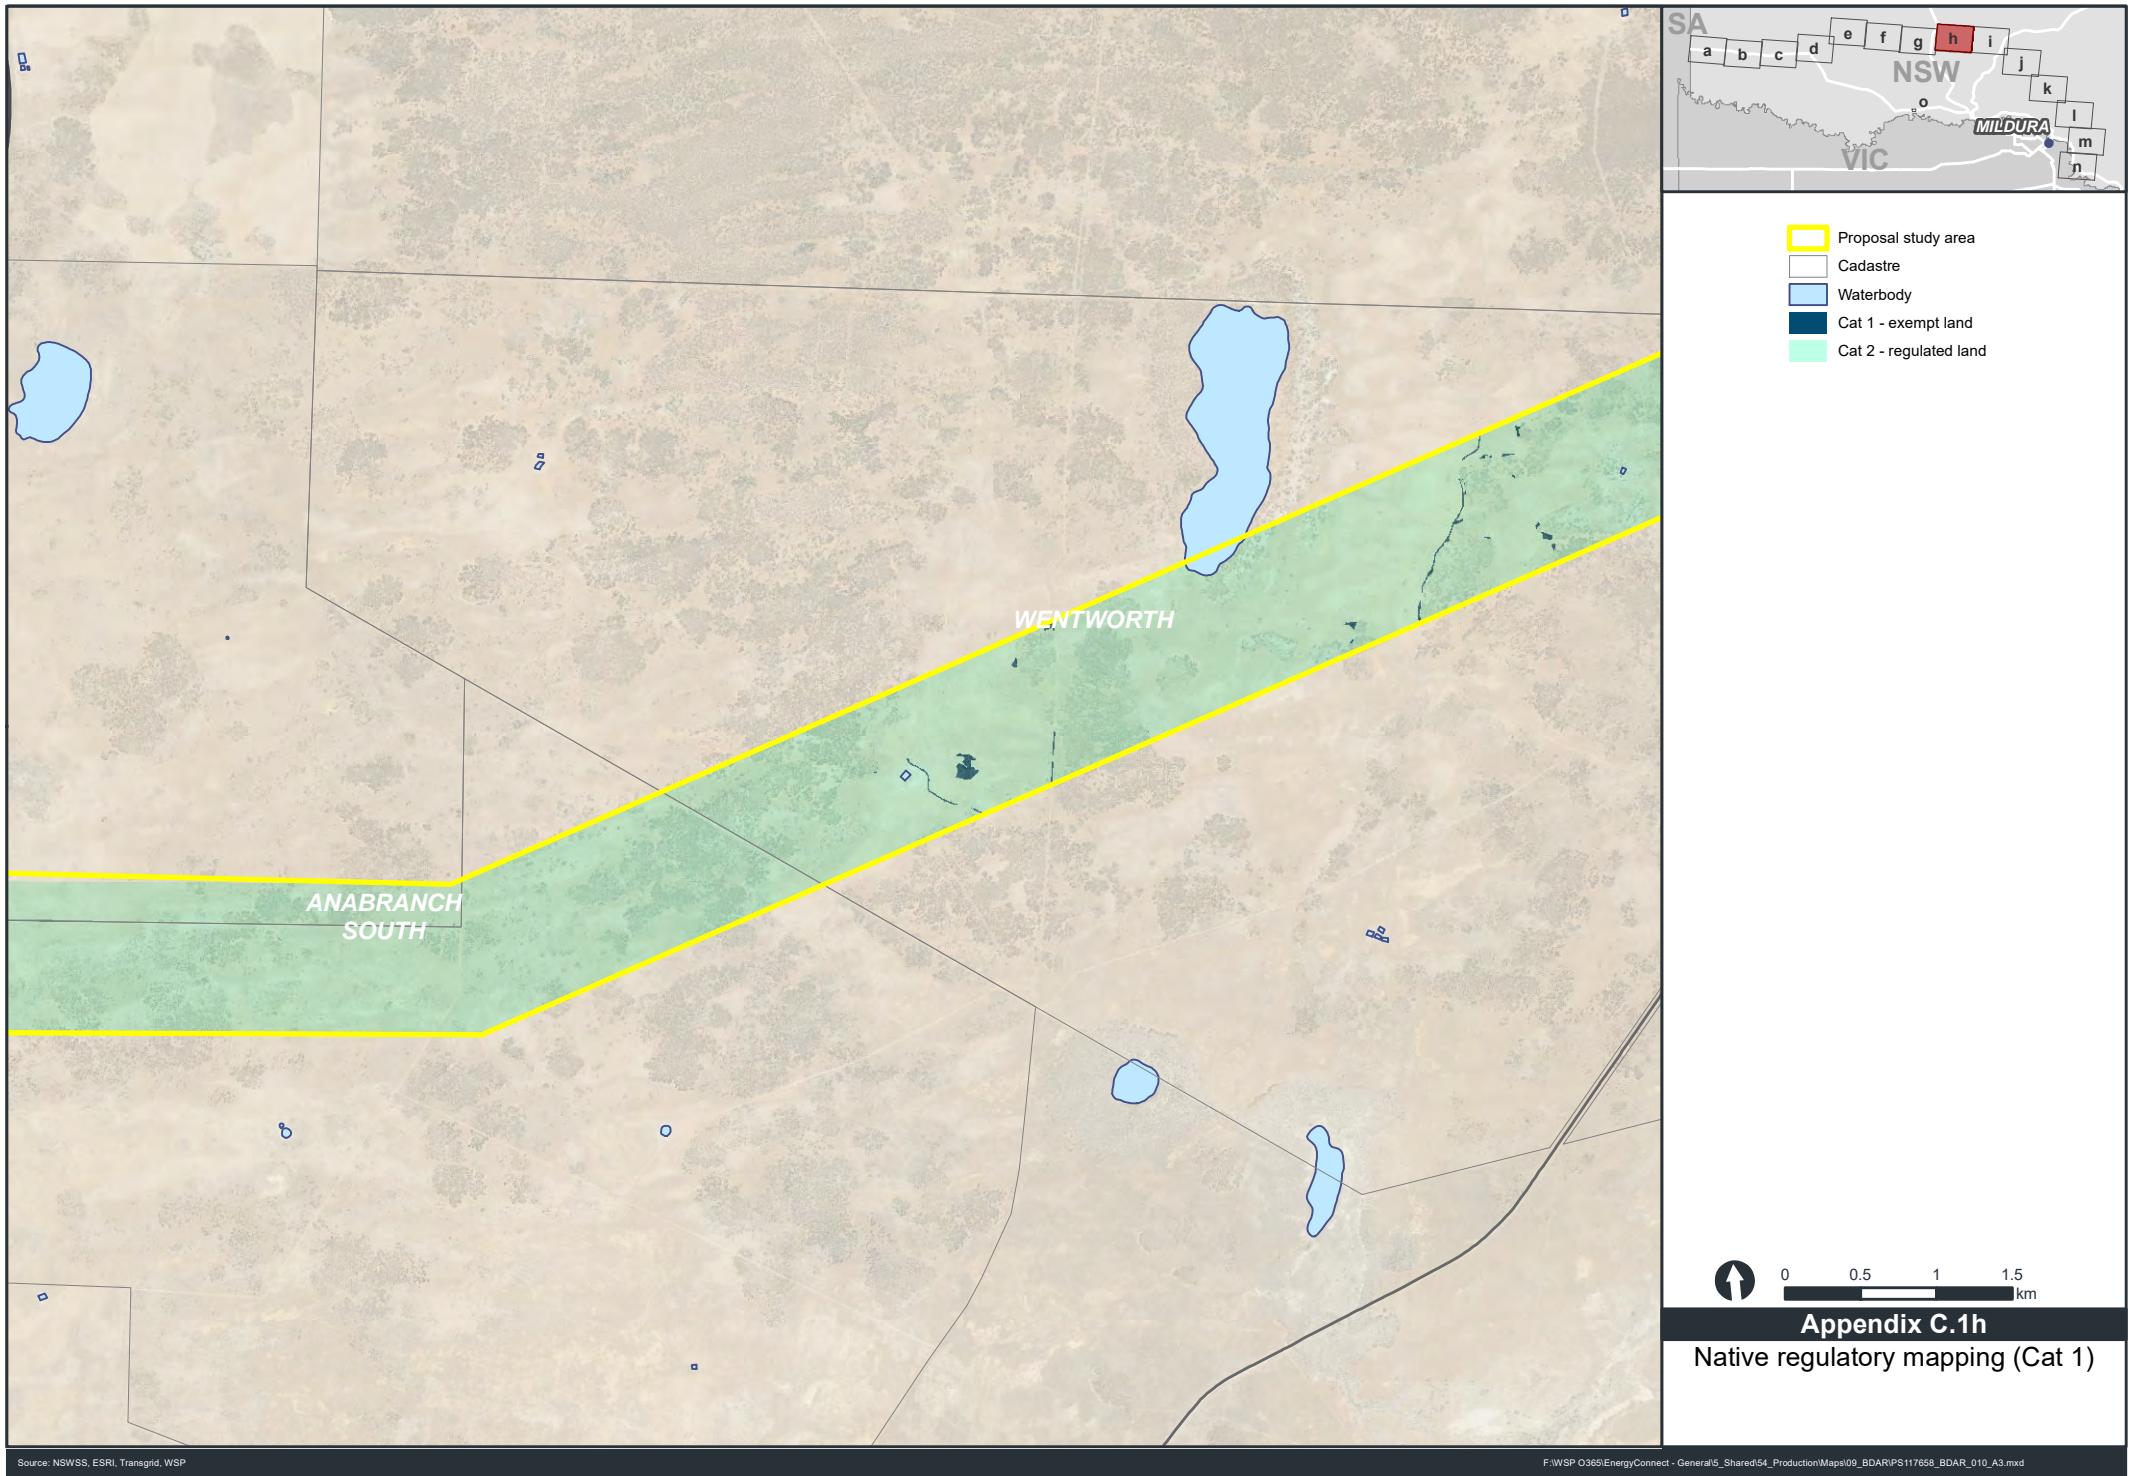 WENTWORTH
ANABRANCH
SOUTH
SA
a b c d e f g h i
j
NSW
k
o
l
MILDURA
m
VIC
n
Proposal study area
Cadastre
Waterbody
Cat 1 - exempt land
Cat 2 - regulated land
0 0.5 1 1.5
km
Appendix C.1h
Native regulatory mapping (Cat 1)
Source: NSWSS, ESRI, Transgrid, WSP
F:\WSP O365\EnergyConnect - General\5_Shared\54_Production\Maps\09_BDAR\PS117658_BDAR_010_A3.mxd